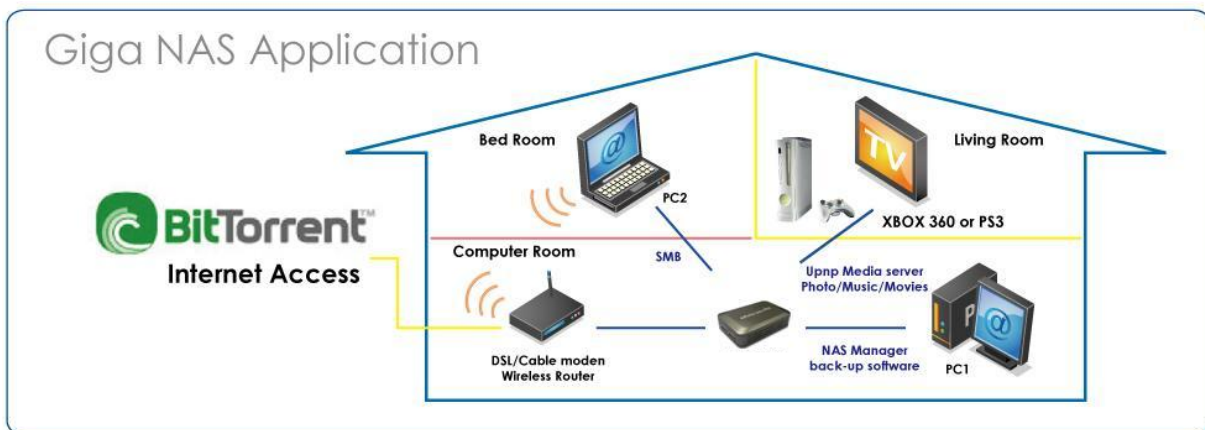 Giga NAS Application
Bed Room
PC2
TV
Living Room
XBOX 360 or PS3
BitTorrent™
Internet Access
Computer Room
SMB
Upnp Media server
Photo/Music/Movies
DSL/Cable moden
Wireless Router
NAS Manager
back-up software
P
PC1